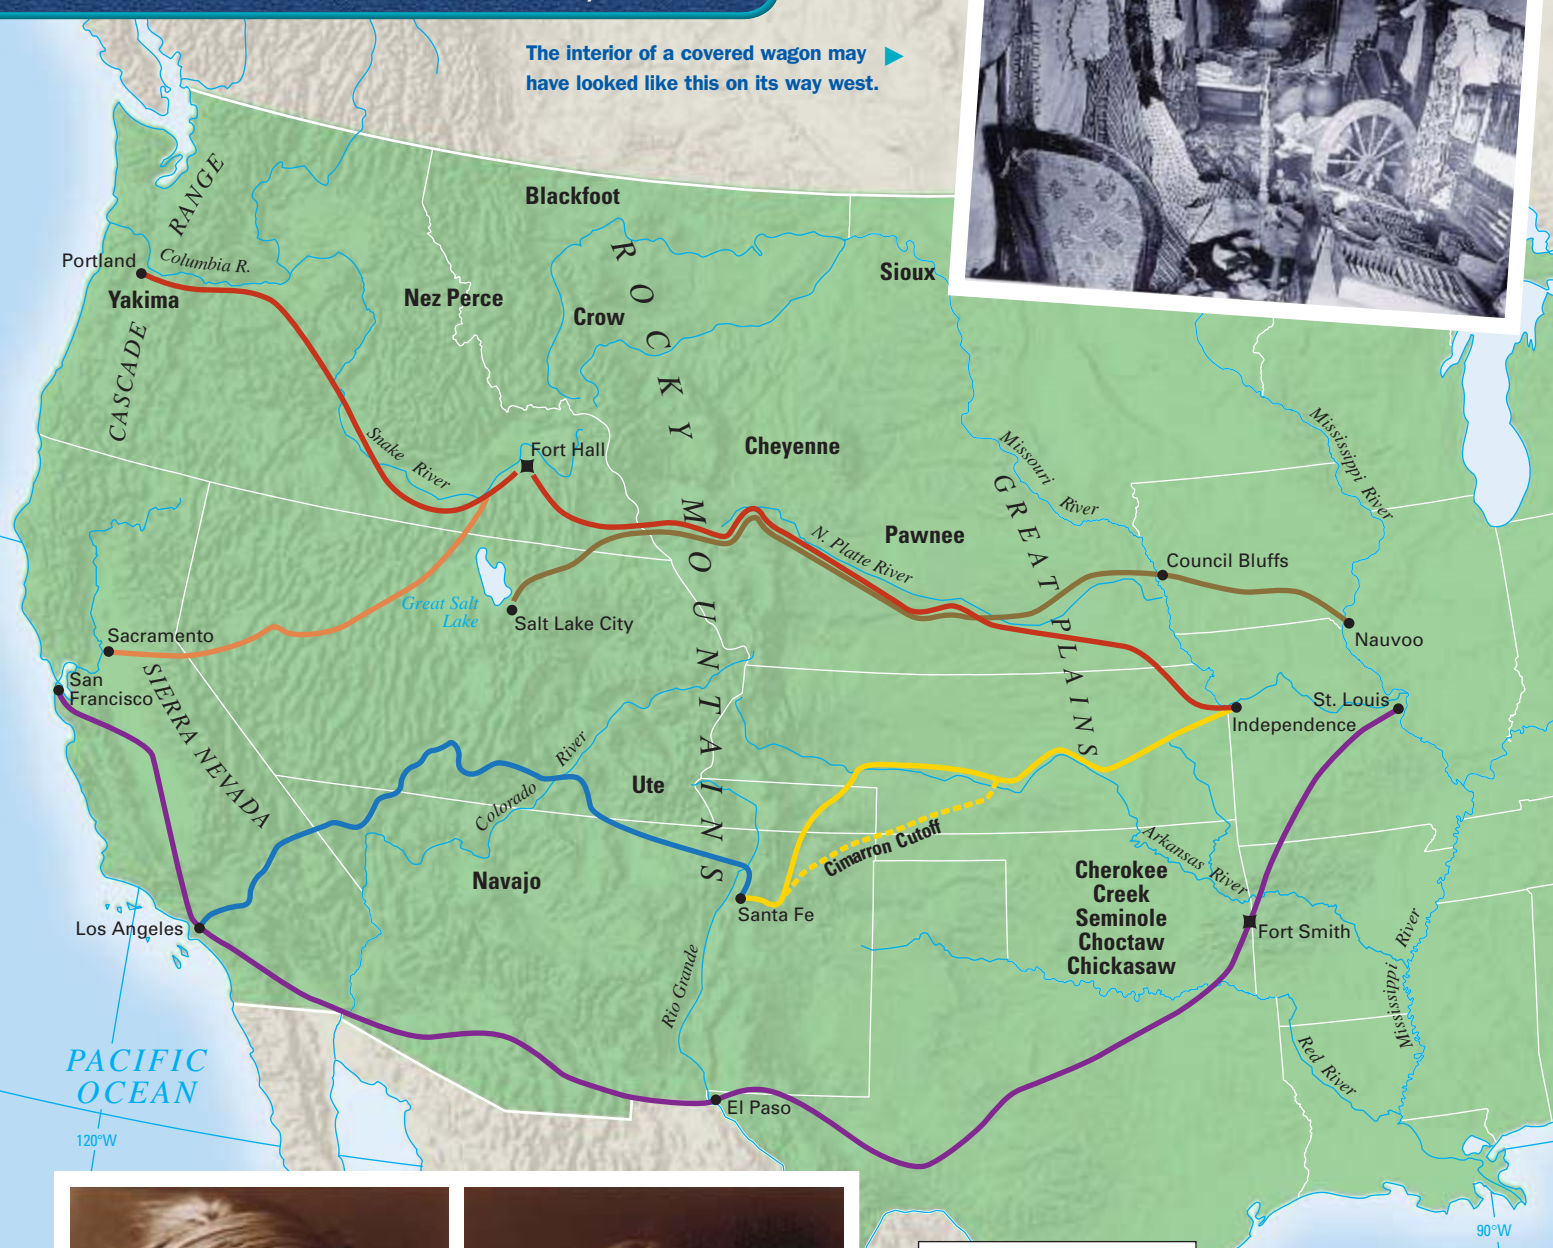 The interior of a covered wagon may
have looked like this on its way west.
Blackfoot
CASCADE RANGE
Portland
Columbia R.
Yakima
Nez Perce
Crow
Sioux
ROCKY MOUNTAINS
Snake River
Fort Hall
Cheyenne
Missouri River
Mississippi River
GREAT PLAINS
Pawnee
N. Platte River
Council Bluffs
Great Salt
Lake
Salt Lake City
Nauvoo
Sacramento
San
Francisco
SIERRA NEVADA
St. Louis
Independence
Colorado River
Ute
Cimarron Cutoff
Arkansas River
Navajo
Cherokee
Creek
Seminole
Choctaw
Chickasaw
Santa Fe
Los Angeles
Fort Smith
Mississippi River
Rio Grande
Red River
PACIFIC
OCEAN
El Paso
120°W
90°W